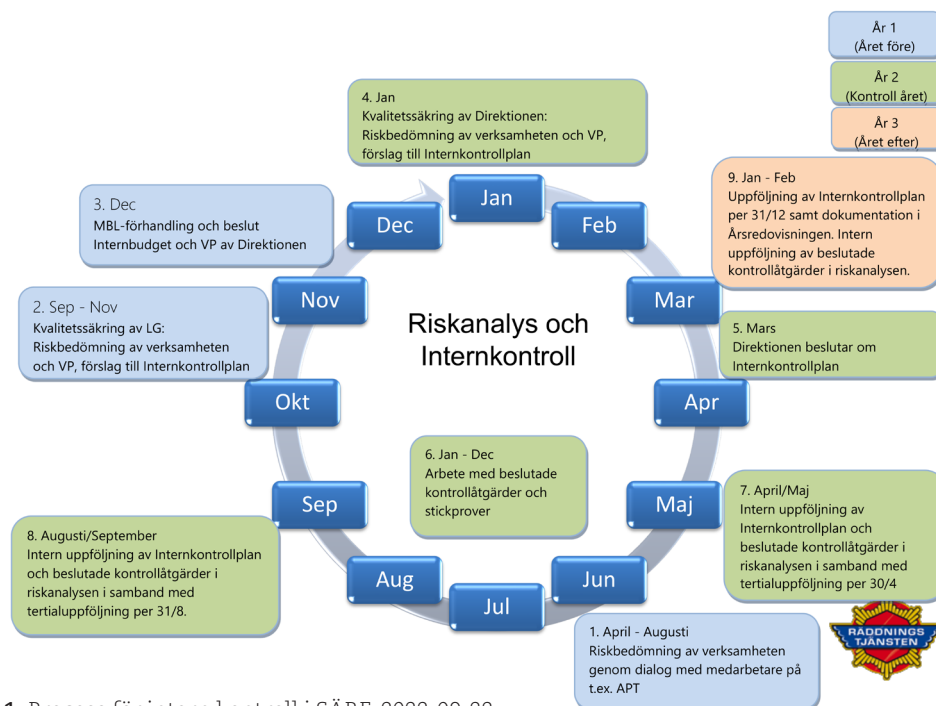 År 1
(Året före)
År 2
(Kontroll året)
År 3
(Året efter)
4. Jan
Kvalitetssäkring av Direktionen:
Riskbedömning av verksamheten och VP,
förslag till Internkontrollplan
9. Jan - Feb
Uppföljning av Internkontrollplan
per 31/12 samt dokumentation i
Årsredovisningen. Intern
uppföljning av beslutade
kontrollåtgärder i riskanalysen.
3. Dec
MBL-förhandling och beslut
Internbudget och VP av Direktionen
Jan
Feb
Mar
Apr
Maj
Jun
Jul
Aug
Sep
Okt
Nov
Dec
2. Sep - Nov
Kvalitetssäkring av LG:
Riskbedömning av verksamheten
och VP, förslag till Internkontrollplan
Riskanalys och
Internkontroll
5. Mars
Direktionen beslutar om
Internkontrollplan
6. Jan - Dec
Arbete med beslutade
kontrollåtgärder och
stickprover
7. April/Maj
Intern uppföljning av
Internkontrollplan och
beslutade kontrollåtgärder i
riskanalysen i samband med
tertialuppföljning per 30/4
8. Augusti/September
Intern uppföljning av Internkontrollplan
och beslutade kontrollåtgärder i
riskanalysen i samband med
tertialuppföljning per 31/8.
1. April - Augusti
Riskbedömning av verksamheten
genom dialog med medarbetare på
t.ex. APT
RÄDDNINGS
TJÄNSTEN